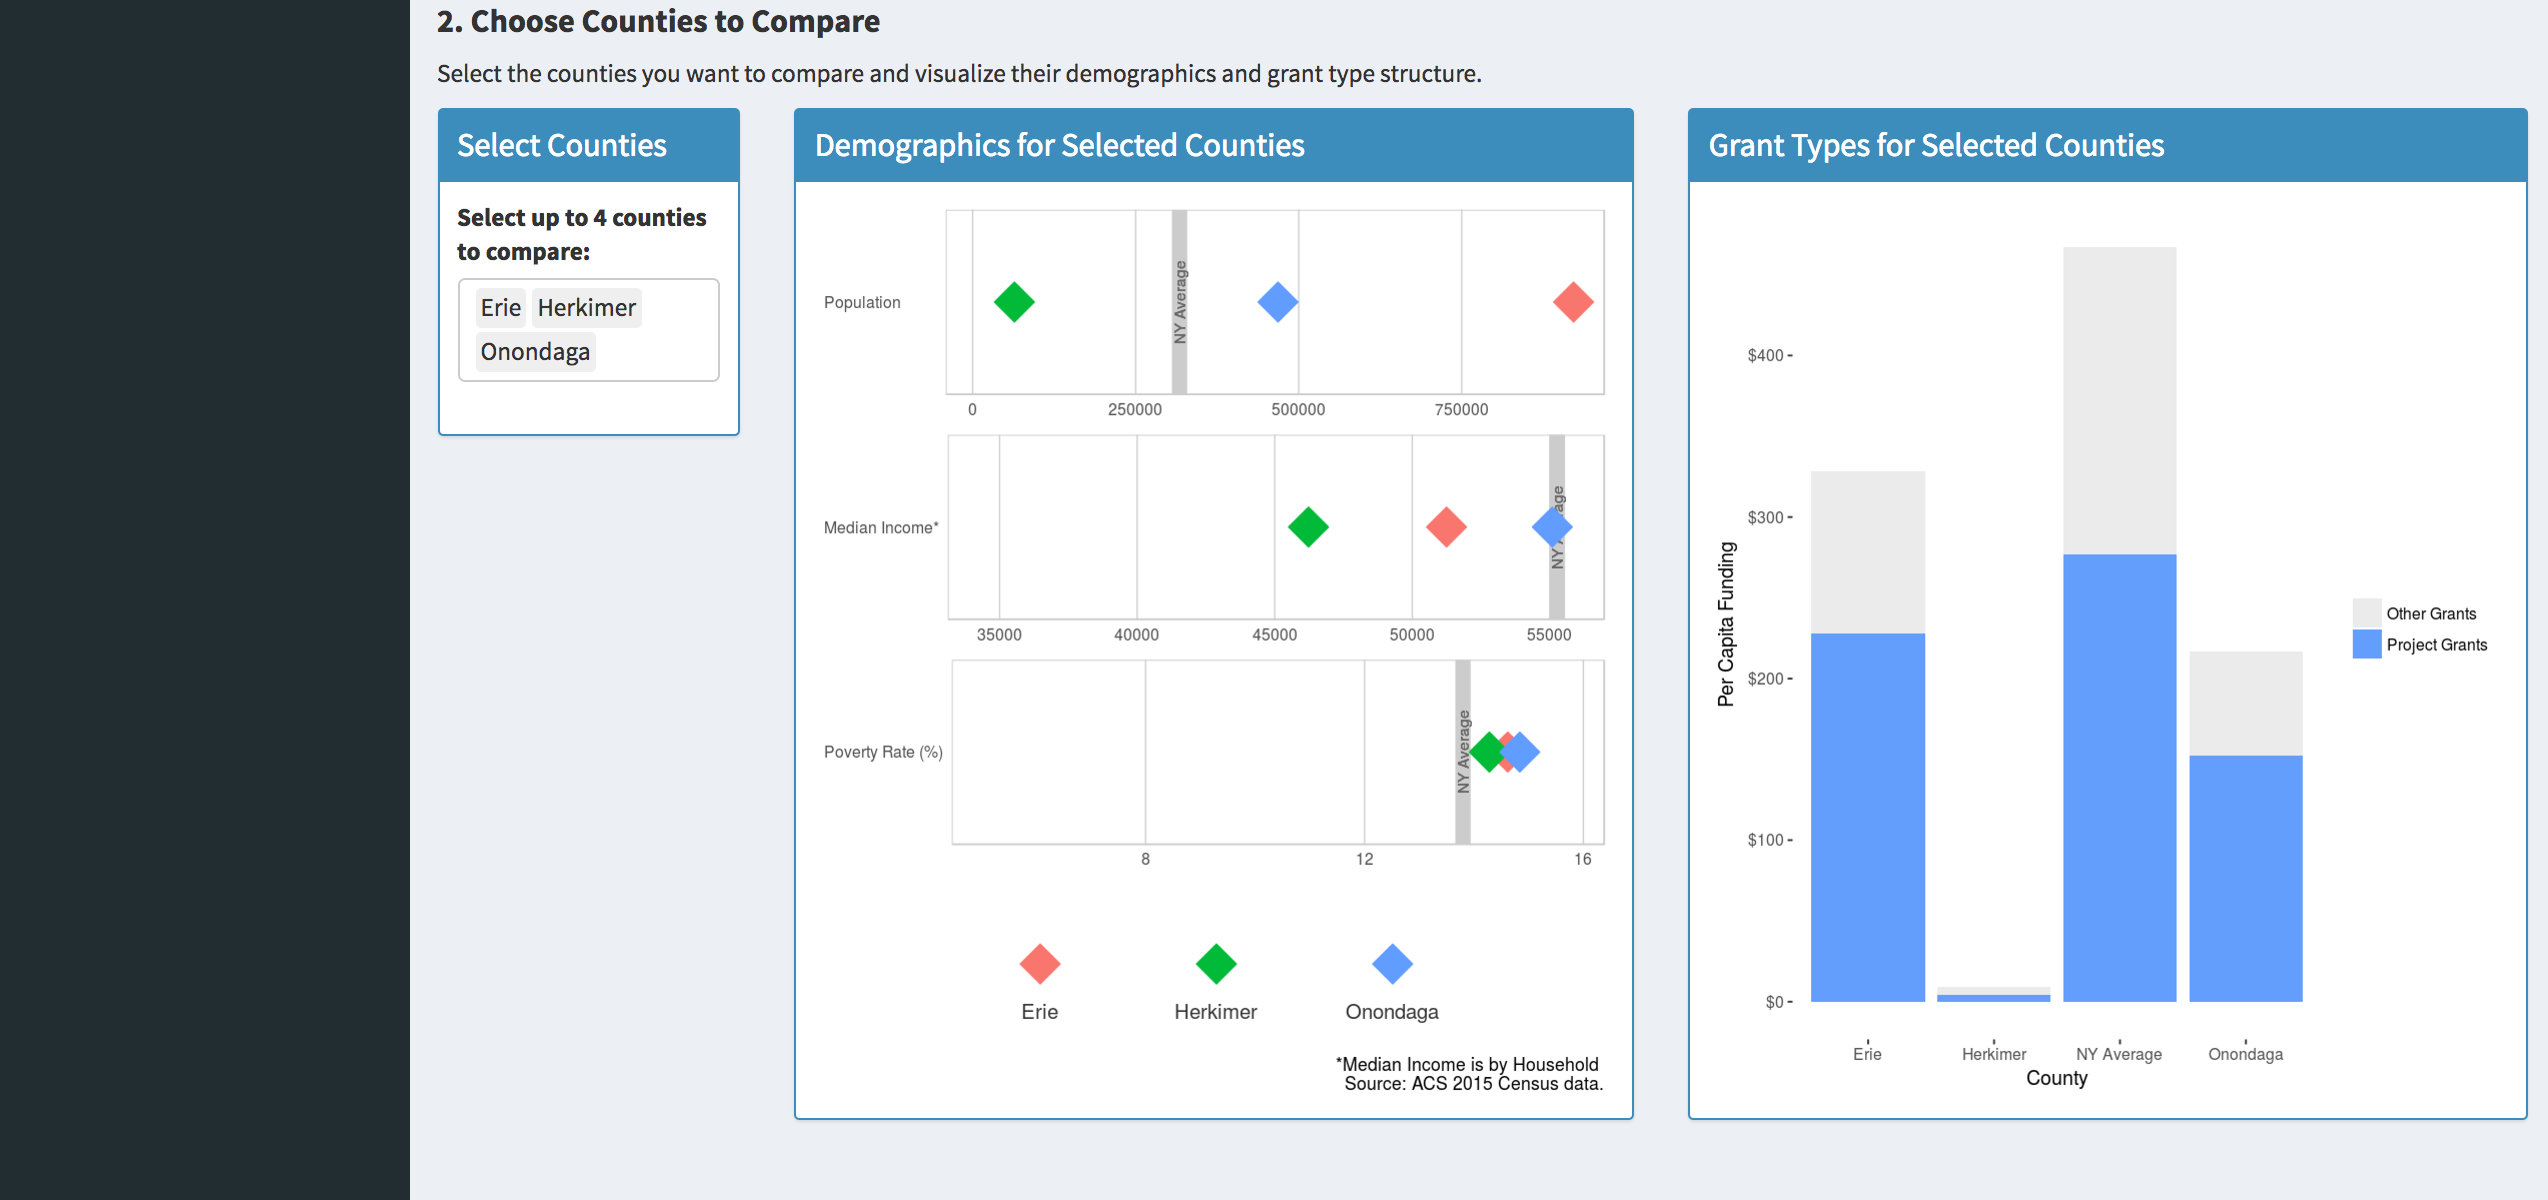 2. Choose Counties to Compare
Select the counties you want to compare and visualize their demographics and grant type structure.
Select Counties
Select up to 4 counties
to compare:
Erie Herkimer
Onondaga
Demographics for Selected Counties
Population
NY Average
0 250000 500000 750000
Median Income*
NY age
35000 40000 45000 50000 55000
Poverty Rate (%)
NY Average
8 12 16
Erie Herkimer Onondaga
*Median Income is by Household
Source: ACS 2015 Census data.
Grant Types for Selected Counties
Per Capita Funding
$400
$300
$200
$100
$0
Erie Herkimer NY Average Onondaga
County
Other Grants
Project Grants